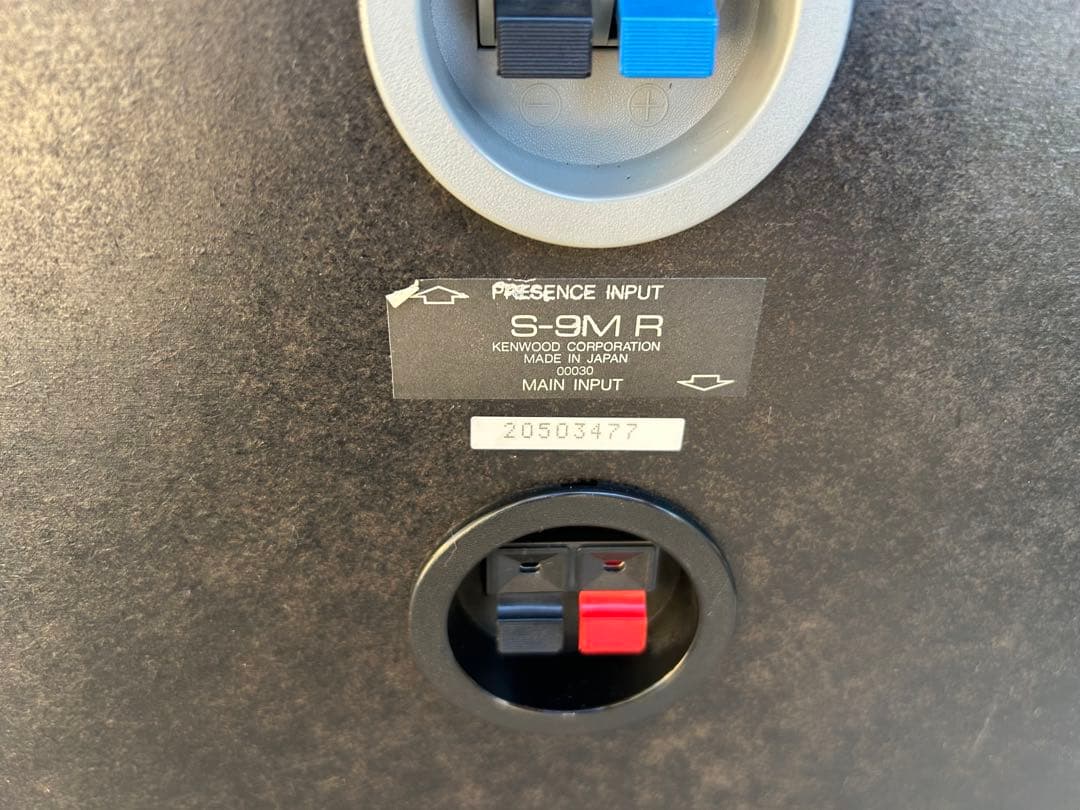 − +
PRESENCE INPUT
S-9M R
KENWOOD CORPORATION
MADE IN JAPAN
00030
MAIN INPUT
20503477